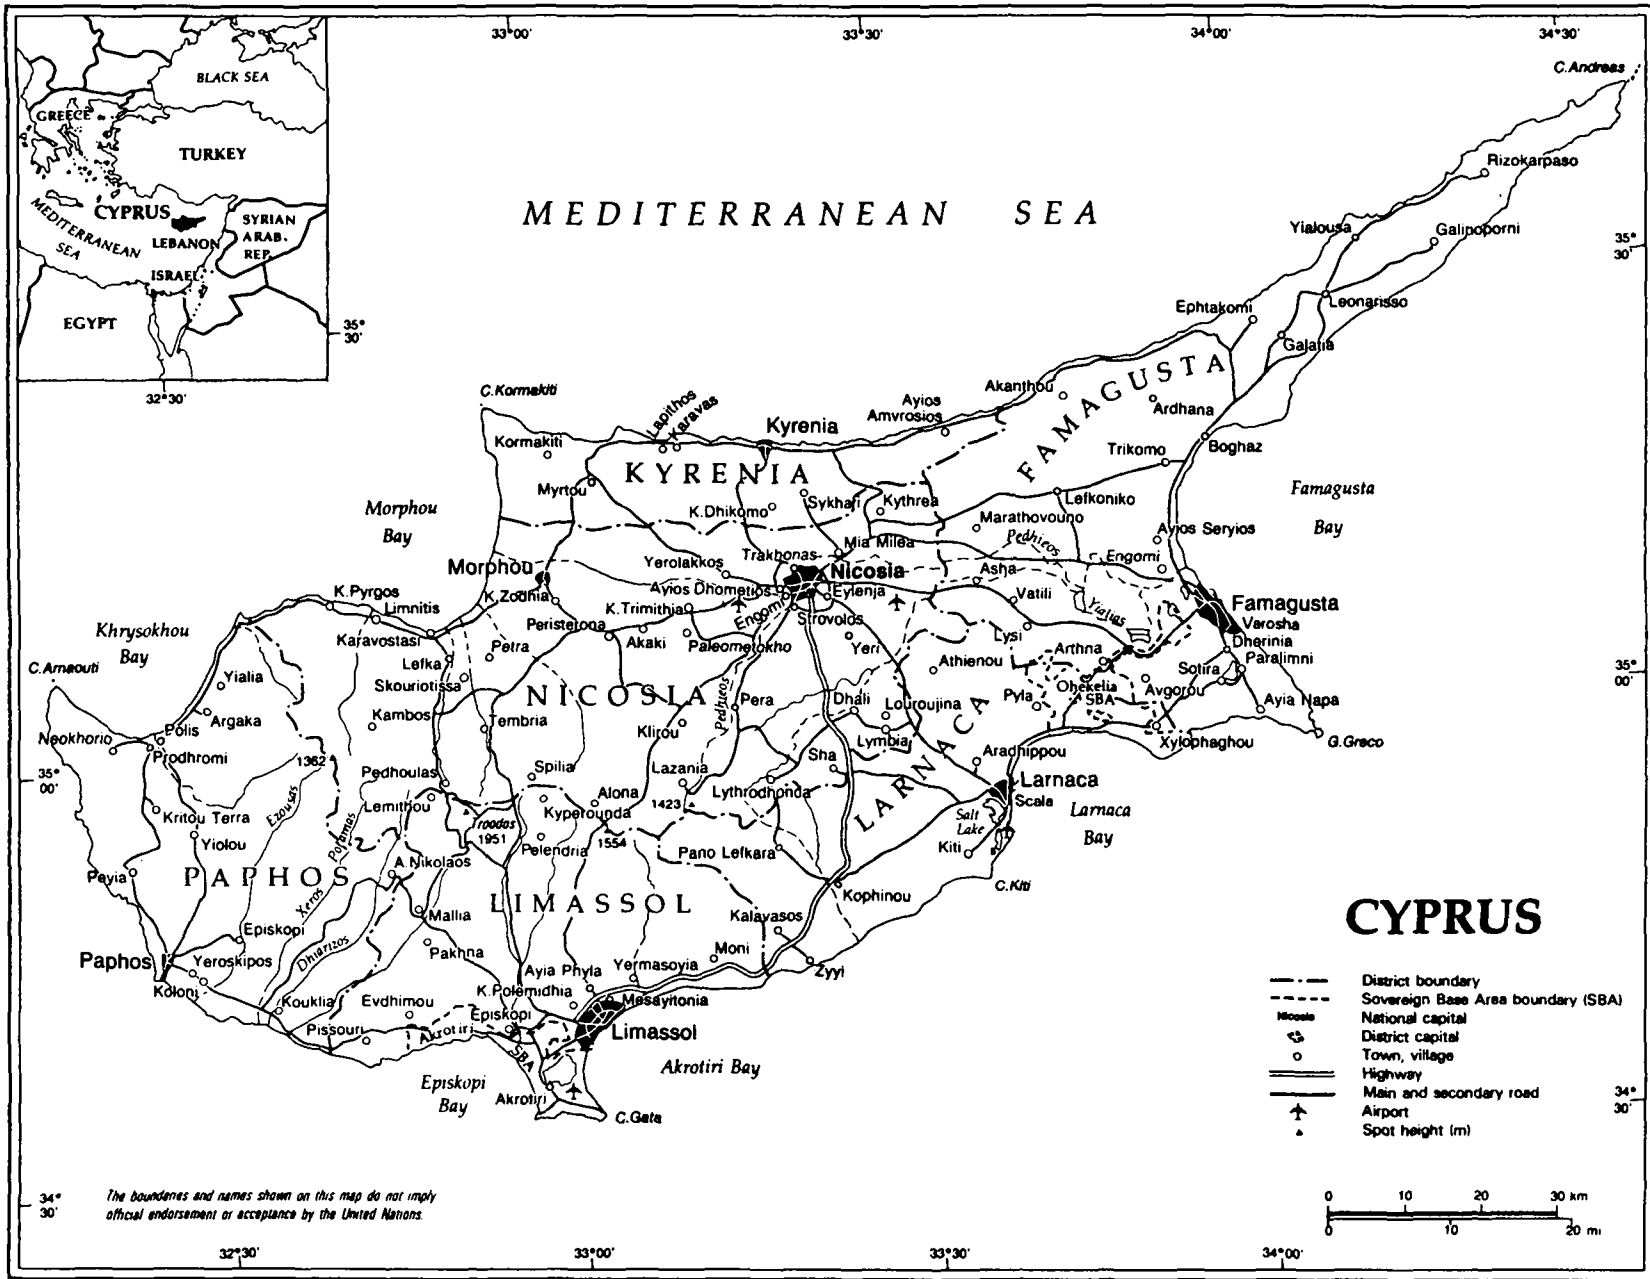 33°00'
33°30'
34°00'
34°30'
C.Andreas
BLACK SEA
GREECE
TURKEY
CYPRUS
MEDITERRANEAN
SEA
SYRIAN
ARAB.
REP.
LEBANON
ISRAEL
EGYPT
35°
30'
32°30'
MEDITERRANEAN SEA
Rizokarpaso
Yialousa
Galinoporni
35°
30'
Leonarisso
Ephtakomi
Galatia
FAMAGUSTA
Akanthou
Ardhana
Ayios
Amvrosios
C.Kormakiti
Lapithos
Karavas
Kyrenia
Kormakiti
KYRENIA
Trikomo
Boghaz
Myrtou
Sykhari
Kythrea
Lefkoniko
Famagusta
Bay
Morphou
Bay
K.Dhikomo
Marathovouno
Ayios Seryios
Mia Milea
Pedhieos
Trakhonas
Engomi
Yerolakkos
Morphou
Nicosia
Asha
Ayios Dhometios
Eylenja
Vatili
Yialias
K.Pyrgos
Limnitis
K.Zodhia
K.Trimithia
Engomi
Strovolos
Famagusta
Varosha
Khrysokhou
Bay
Karavostasi
Peristerona
Akaki
Paleometokho
Yeri
Lysi
Dherinia
C.Arnaouti
Lefka
Petra
Athienou
Arthna
Sotira
Paralimni
35°
00'
Yialia
Skouriotissa
NICOSIA
Pedhieos
Pera
Dhali
Louroujina
Pyla
Dhekelia
SBA
Avgorou
Ayia Napa
Argaka
Kambos
Tembria
Klirou
Lymbia
LARNACA
Polis
Neokhorio
Prodhromi
Xylophaghou
G.Greco
1362
Aradhippou
Sha
35°
00'
Pedhoulas
Spilia
Lazania
Larnaca
Scala
Lemithou
Alona
1423
Lythrodhonda
Larnaca
Bay
Kritou Terra
Ezousas
Troodos
1951
Kyperounda
Salt
Lake
Yiolou
Potamas
Pelendria
1554
Pano Lefkara
Kiti
Peyia
PAPHOS
A.Nikolaos
C.Kiti
Xeros
LIMASSOL
Kophinou
Mallia
Kalavasos
CYPRUS
Episkopi
Dhiarizos
Pakhna
Moni
Paphos
Yeroskipos
Ayia Phyla
Yermasoyia
Zyyi
Koloni
K.Polemidhia
Kouklia
Evdhimou
Mesayitonia
Episkopi
Pissouri
Akrotiri
SBA
Limassol
Akrotiri Bay
Episkopi
Bay
Akrotiri
C.Gata
District boundary
Sovereign Base Area boundary (SBA)
Nicosia
National capital
District capital
Town, village
Highway
Main and secondary road
Airport
Spot height (m)
34°
30'
34°
30'
The boundaries and names shown on this map do not imply
official endorsement or acceptance by the United Nations.
0 10 20 30 km
0 10 20 mi
32°30'
33°00'
33°30'
34°00'